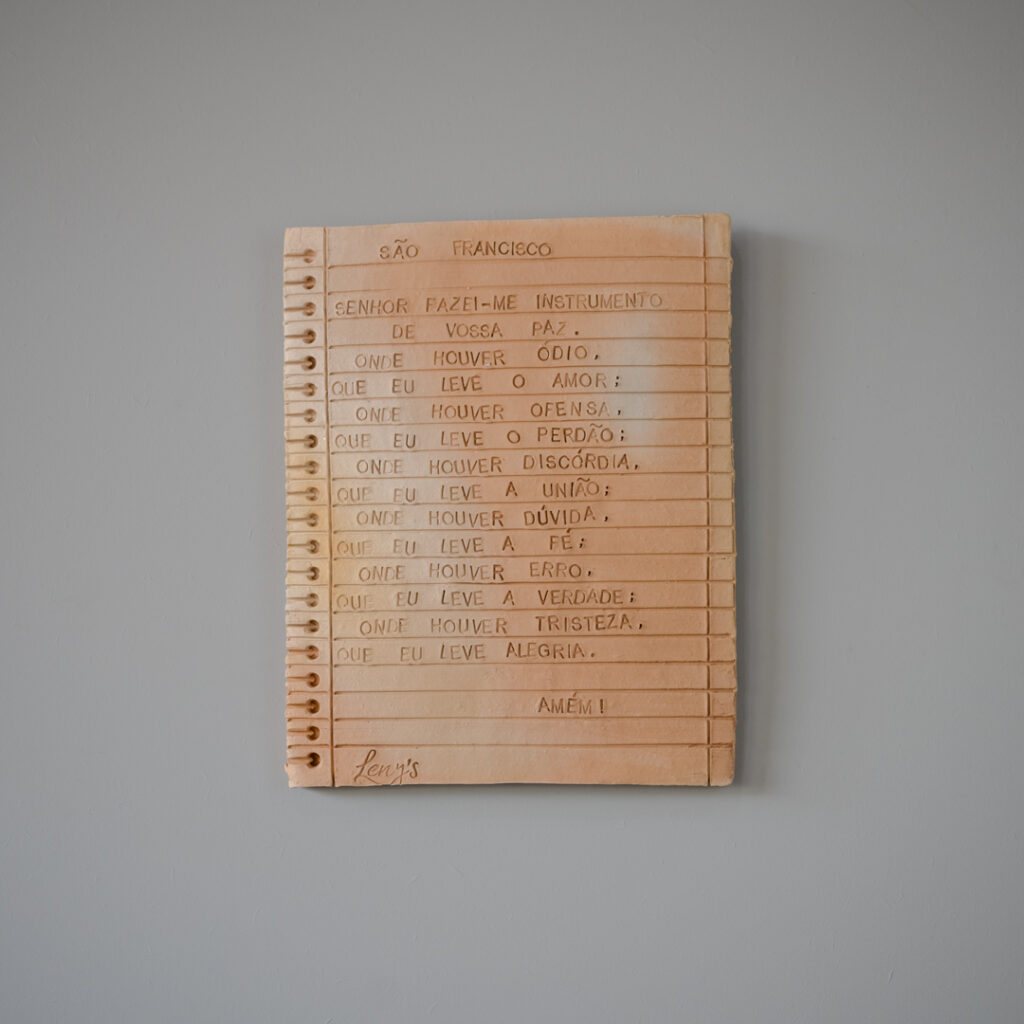 SÃO FRANCISCO
SENHOR FAZEI-ME INSTRUMENTO
DE VOSSA PAZ.
ONDE HOUVER ÓDIO,
QUE EU LEVE O AMOR;
ONDE HOUVER OFENSA,
QUE EU LEVE O PERDÃO;
ONDE HOUVER DISCÓRDIA,
QUE EU LEVE A UNIÃO;
ONDE HOUVER DÚVIDA,
QUE EU LEVE A FÉ;
ONDE HOUVER ERRO,
QUE EU LEVE A VERDADE;
ONDE HOUVER TRISTEZA,
QUE EU LEVE ALEGRIA.
AMÉM!
Leny's